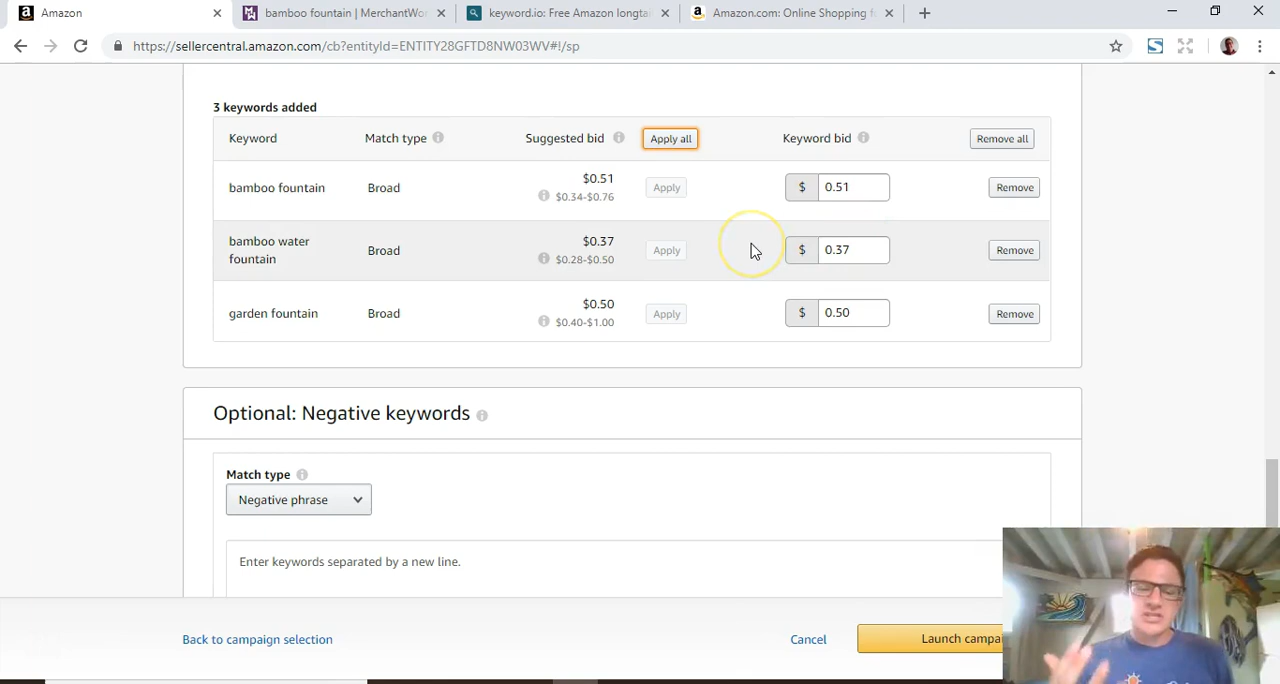 Amazon
bamboo fountain | MerchantWo
keyword.io: Free Amazon longtai
Amazon.com: Online Shopping f
https://sellercentral.amazon.com/cb?entityId=ENTITY28GFTD8NW03WV#!/sp
3 keywords added
Keyword Match type Suggested bid Apply all Keyword bid Remove all
bamboo fountain Broad $0.51 Apply $ 0.51 Remove
$0.34-$0.76
bamboo water Broad $0.37 Apply $ 0.37 Remove
fountain $0.28-$0.50
garden fountain Broad $0.50 Apply $ 0.50 Remove
$0.40-$1.00
Optional: Negative keywords
Match type
Negative phrase
Enter keywords separated by a new line.
Back to campaign selection Cancel Launch campa